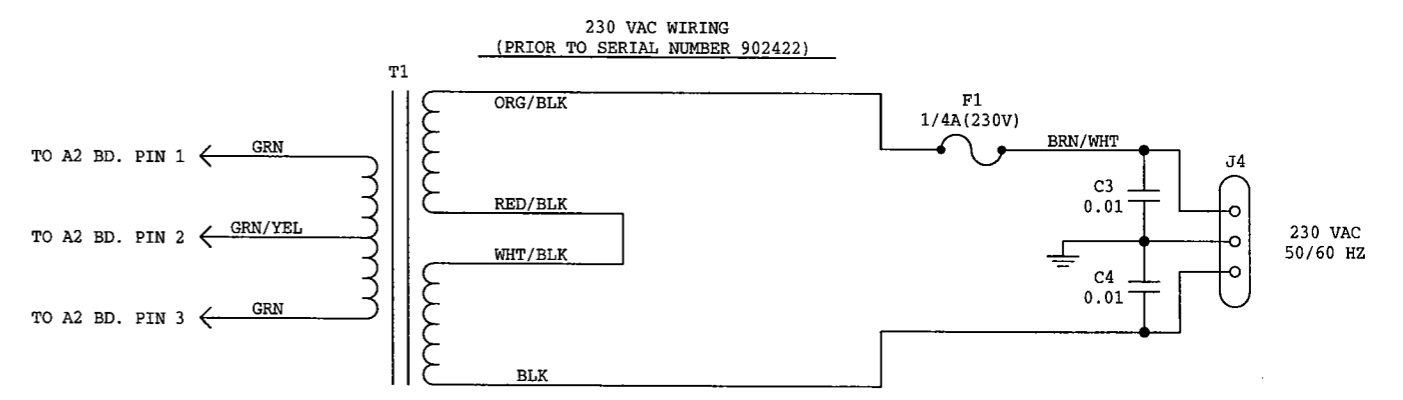 230 VAC WIRING
(PRIOR TO SERIAL NUMBER 902422)
T1
ORG/BLK
F1
1/4A(230V)
BRN/WHT
J4
TO A2 BD. PIN 1
GRN
C3
0.01
RED/BLK
TO A2 BD. PIN 2
GRN/YEL
230 VAC
50/60 HZ
WHT/BLK
C4
0.01
TO A2 BD. PIN 3
GRN
BLK